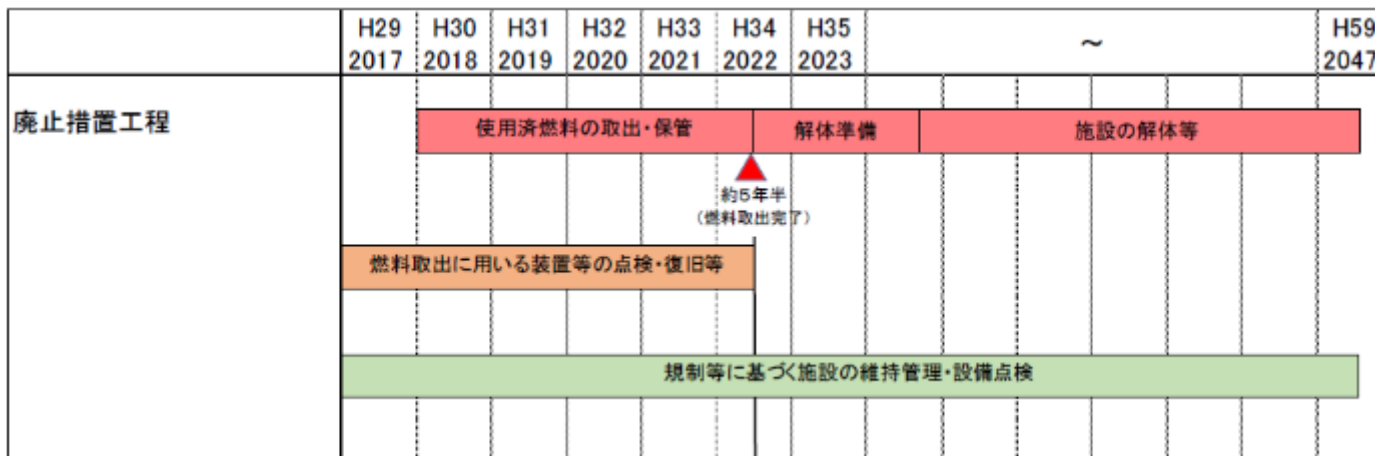 H29 H30 H31 H32 H33 H34 H35 ～ H59
2017 2018 2019 2020 2021 2022 2023 2047
廃止措置工程
使用済燃料の取出・保管 解体準備 施設の解体等
約5年半
（燃料取出完了）
燃料取出に用いる装置等の点検・復旧等
規制等に基づく施設の維持管理・設備点検